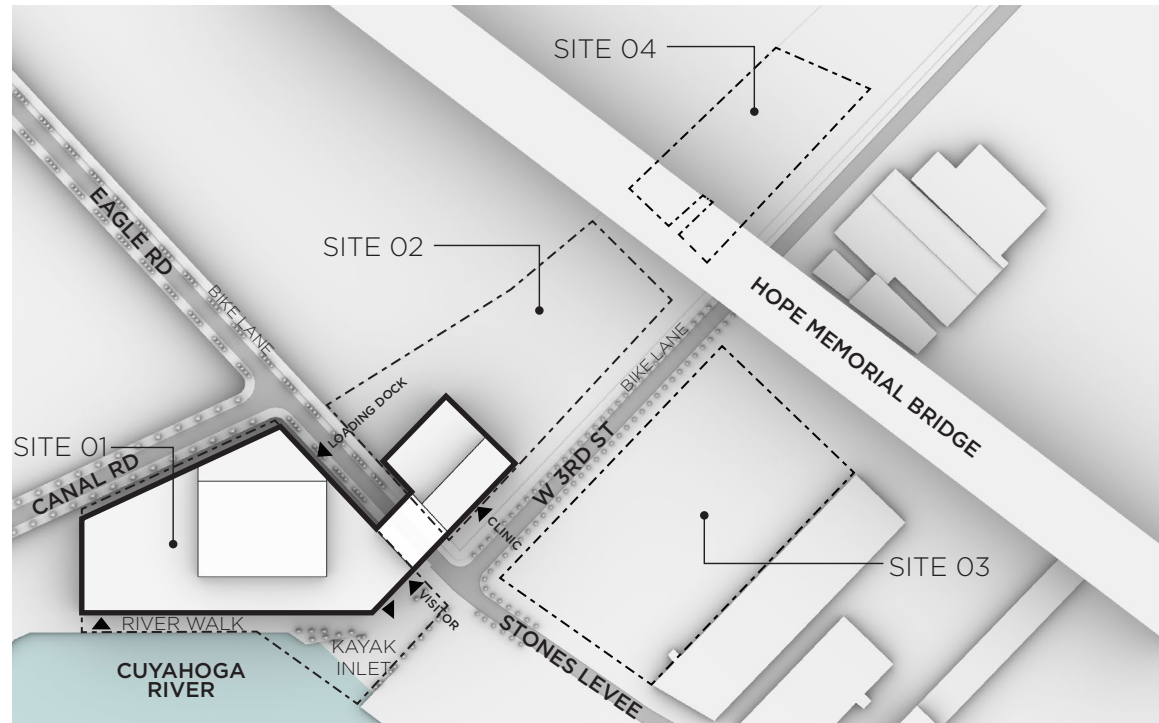 SITE 04
EAGLE RD
SITE 02
BIKE LANE
HOPE MEMORIAL BRIDGE
BIKE LANE
LOADING DOCK
W 3RD ST
SITE 01
CANAL RD
CLINIC
SITE 03
VISITOR
RIVER WALK
STONES LEVEE
KAYAK
INLET
CUYAHOGA
RIVER